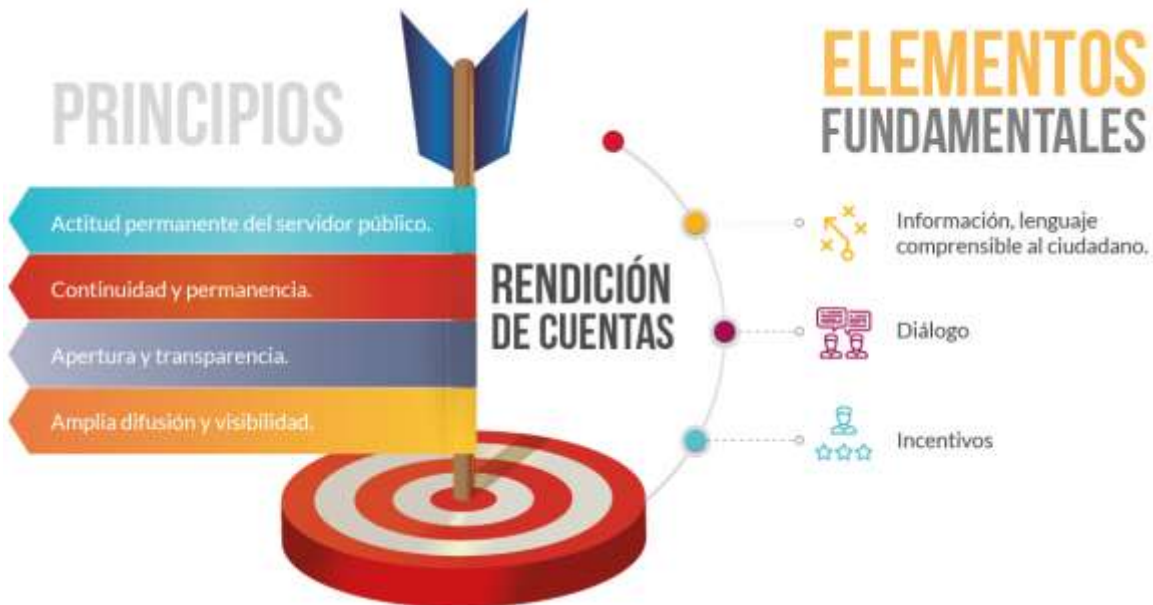 PRINCIPIOS
Actitud permanente del servidor público.
Continuidad y permanencia.
Apertura y transparencia.
Amplia difusión y visibilidad.
RENDICIÓN
DE CUENTAS
ELEMENTOS
FUNDAMENTALES
Información, lenguaje
comprensible al ciudadano.
Diálogo
Incentivos